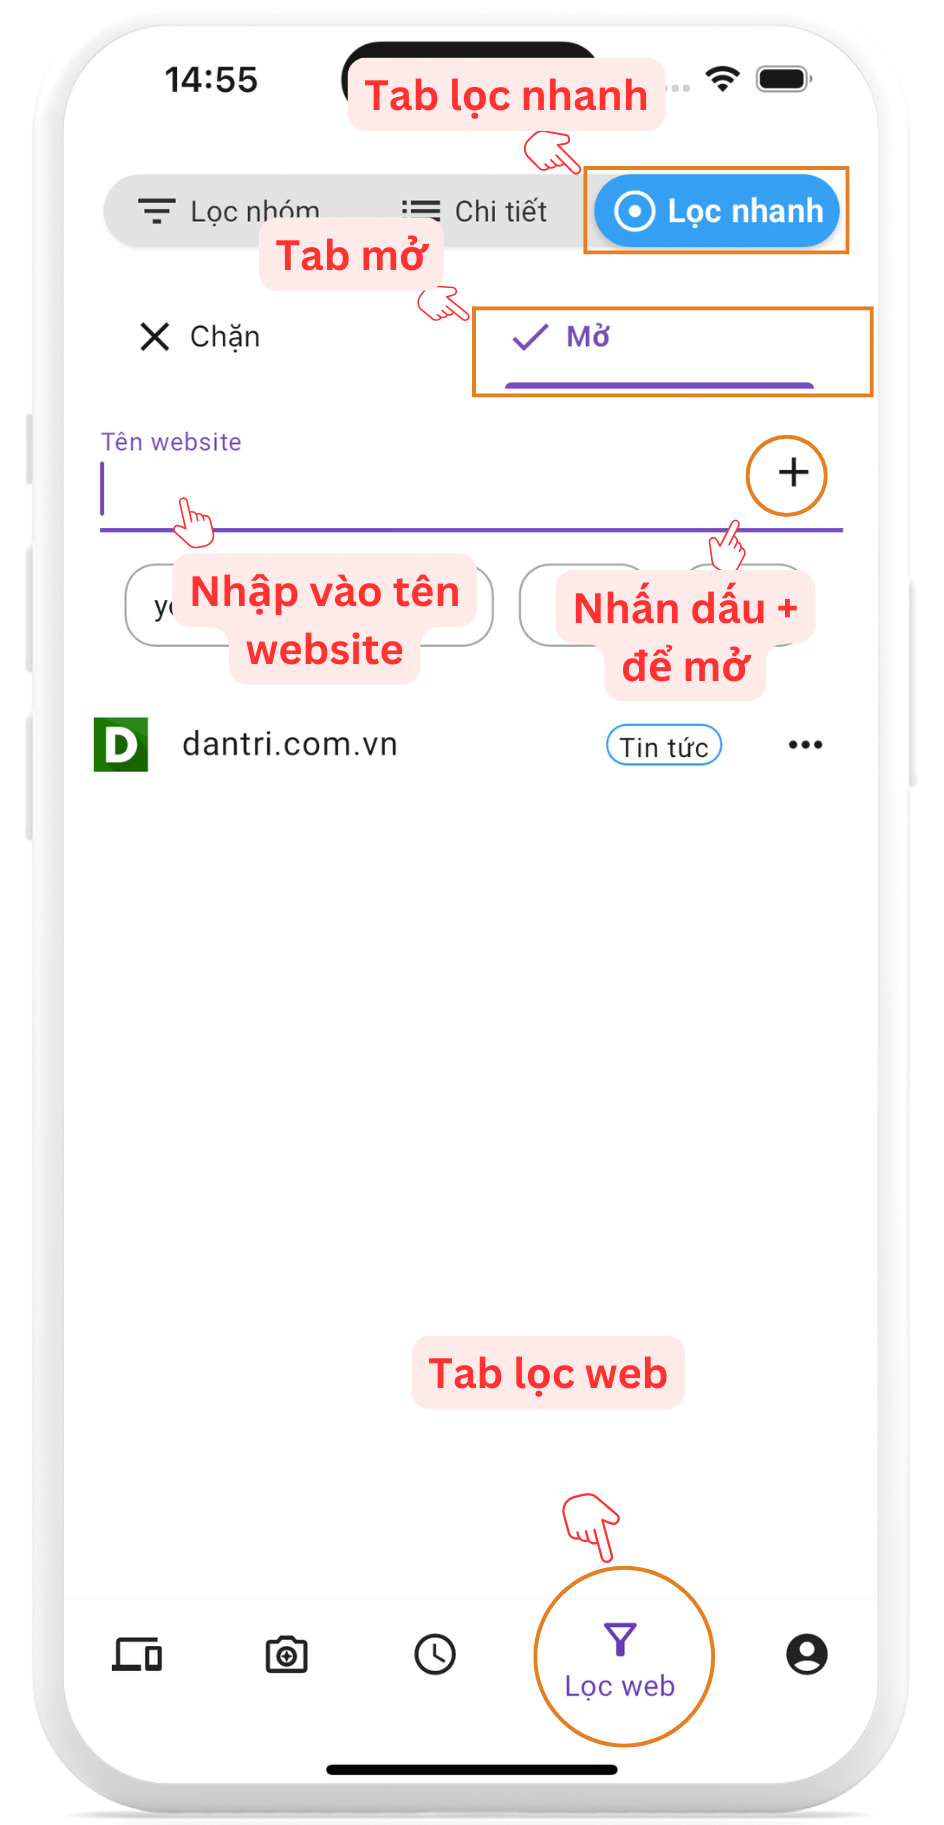 14:55
Tab lọc nhanh
Lọc nhóm
Chi tiết
Lọc nhanh
Tab mở
Chặn
Mở
Tên website
+
Nhập vào tên
website
Nhấn dấu +
để mở
D
dantri.com.vn
Tin tức
Tab lọc web
Lọc web